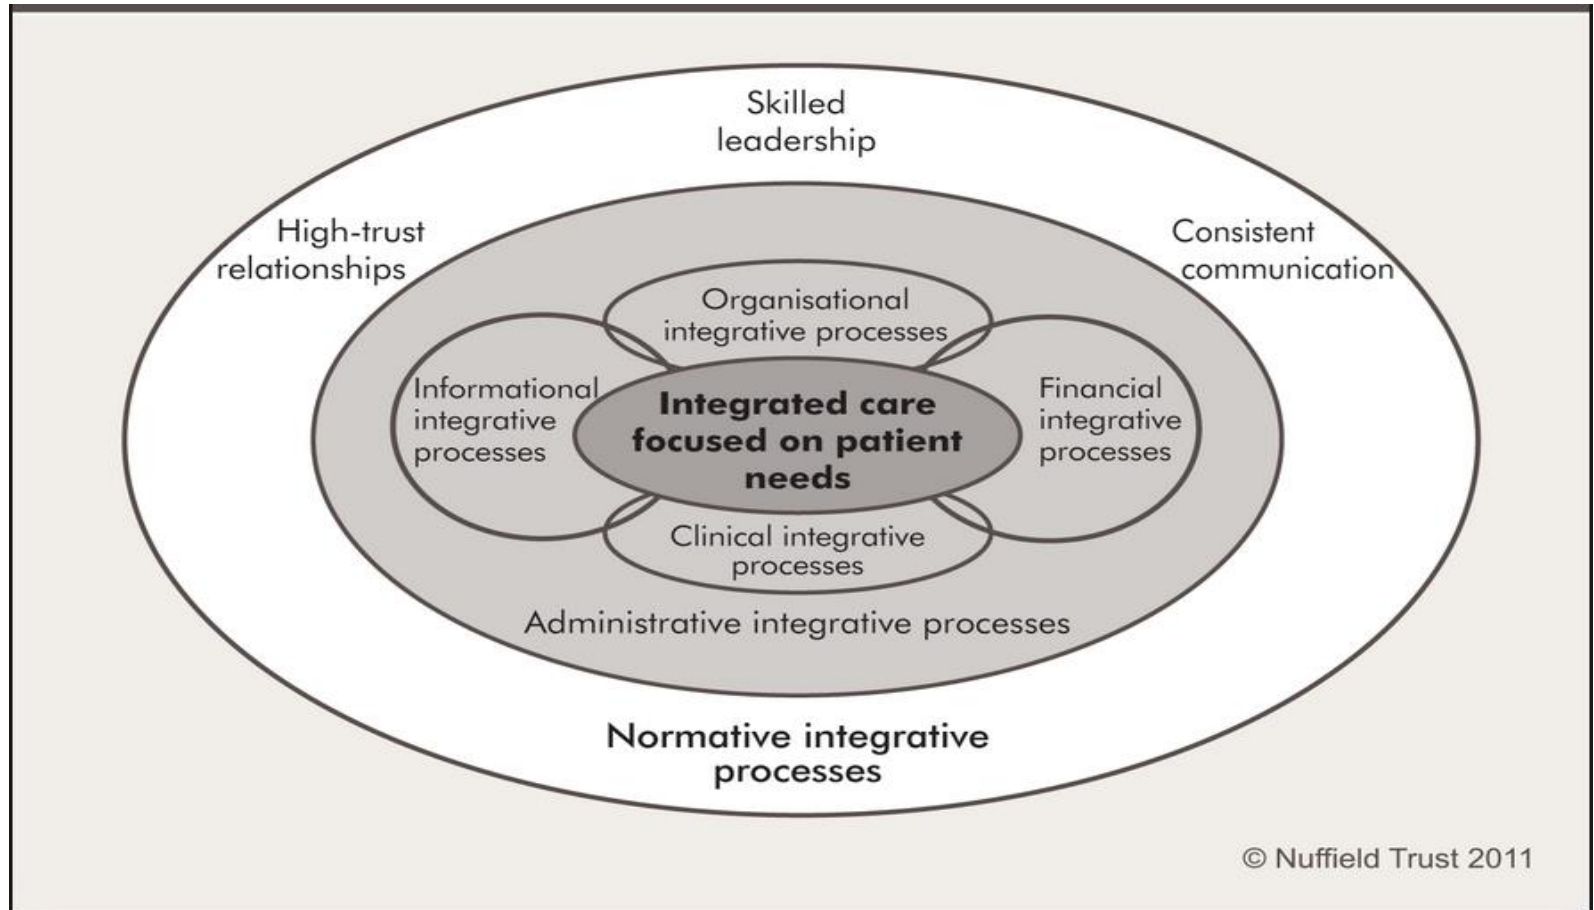 Skilled
leadership
High-trust
relationships
Consistent
communication
Organisational
integrative processes
Informational
integrative
processes
Integrated care
focused on patient
needs
Financial
integrative
processes
Clinical integrative
processes
Administrative integrative processes
Normative integrative
processes
© Nuffield Trust 2011